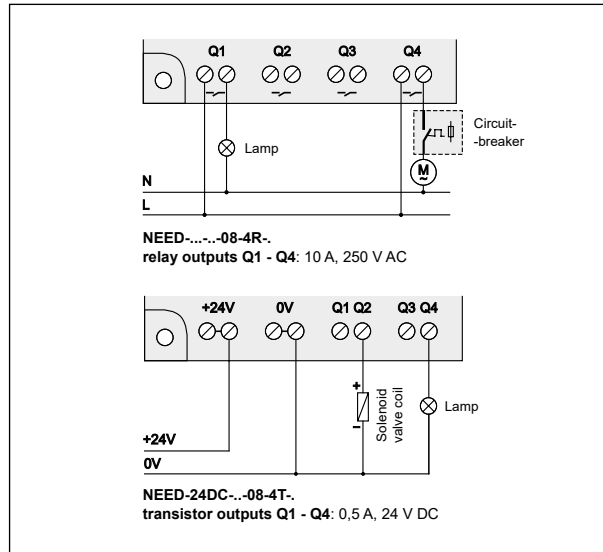 Q1 Q2 Q3 Q4
Circuit-
-breaker
Lamp
M
~
N
L
NEED-...-..-08-4R-.
relay outputs Q1 - Q4: 10 A, 250 V AC
+24V 0V Q1 Q2 Q3 Q4
+
Solenoid
valve coil
–
Lamp
+24V
0V
NEED-24DC-..-08-4T-.
transistor outputs Q1 - Q4: 0,5 A, 24 V DC